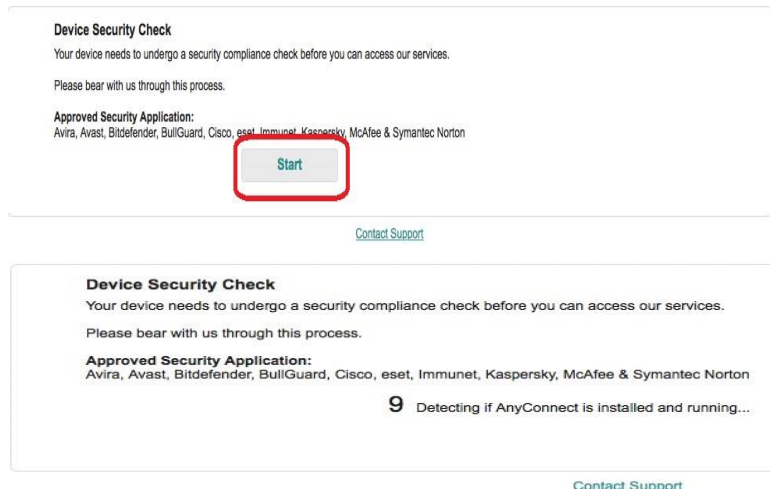 Device Security Check
Your device needs to undergo a security compliance check before you can access our services.
Please bear with us through this process.
Approved Security Application:
Avira, Avast, Bitdefender, BullGuard, Cisco, eset, Immunet, Kaspersky, McAfee & Symantec Norton
Start
Contact Support
Device Security Check
Your device needs to undergo a security compliance check before you can access our services.
Please bear with us through this process.
Approved Security Application:
Avira, Avast, Bitdefender, BullGuard, Cisco, eset, Immunet, Kaspersky, McAfee & Symantec Norton
9 Detecting if AnyConnect is installed and running...
Contact Support